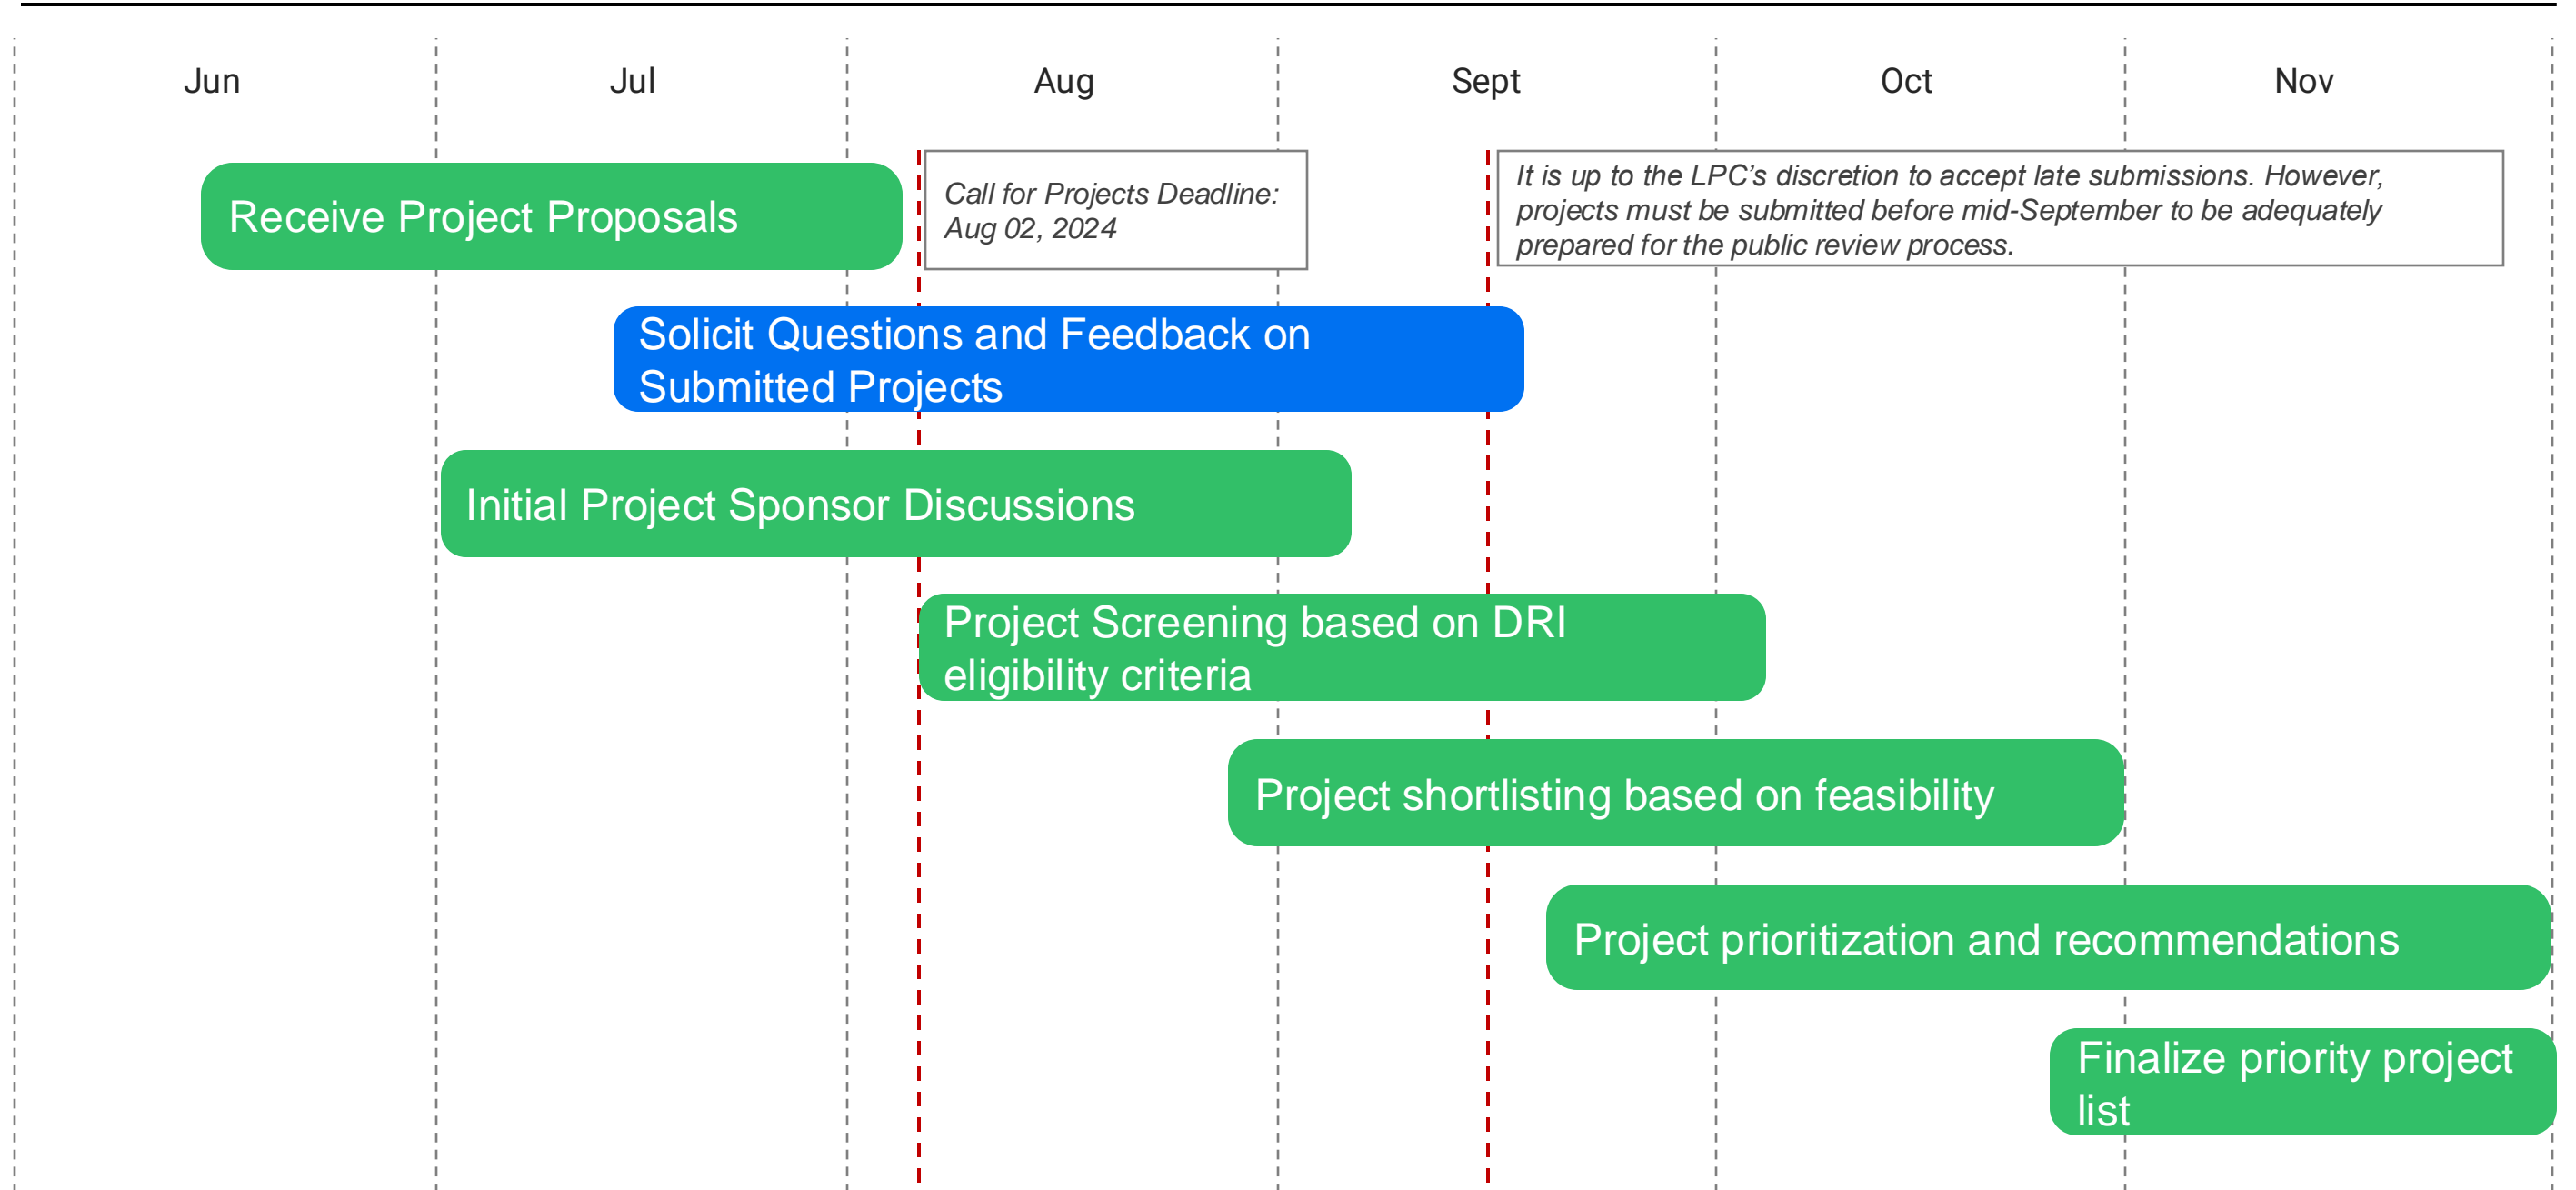 Jun
Jul
Aug
Sept
Oct
Nov
Receive Project Proposals
Call for Projects Deadline:
Aug 02, 2024
It is up to the LPC’s discretion to accept late submissions. However,
projects must be submitted before mid-September to be adequately
prepared for the public review process.
Solicit Questions and Feedback on
Submitted Projects
Initial Project Sponsor Discussions
Project Screening based on DRI
eligibility criteria
Project shortlisting based on feasibility
Project prioritization and recommendations
Finalize priority project
list